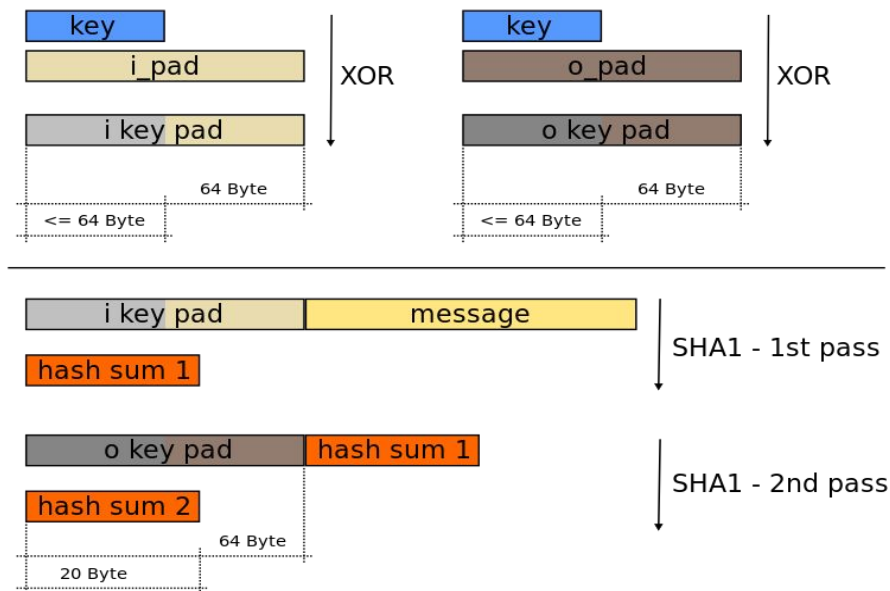 key
i_pad
XOR
i key pad
64 Byte
<= 64 Byte
key
o_pad
XOR
o key pad
64 Byte
<= 64 Byte
i key pad message
SHA1 - 1st pass
hash sum 1
o key pad hash sum 1
SHA1 - 2nd pass
hash sum 2
64 Byte
20 Byte